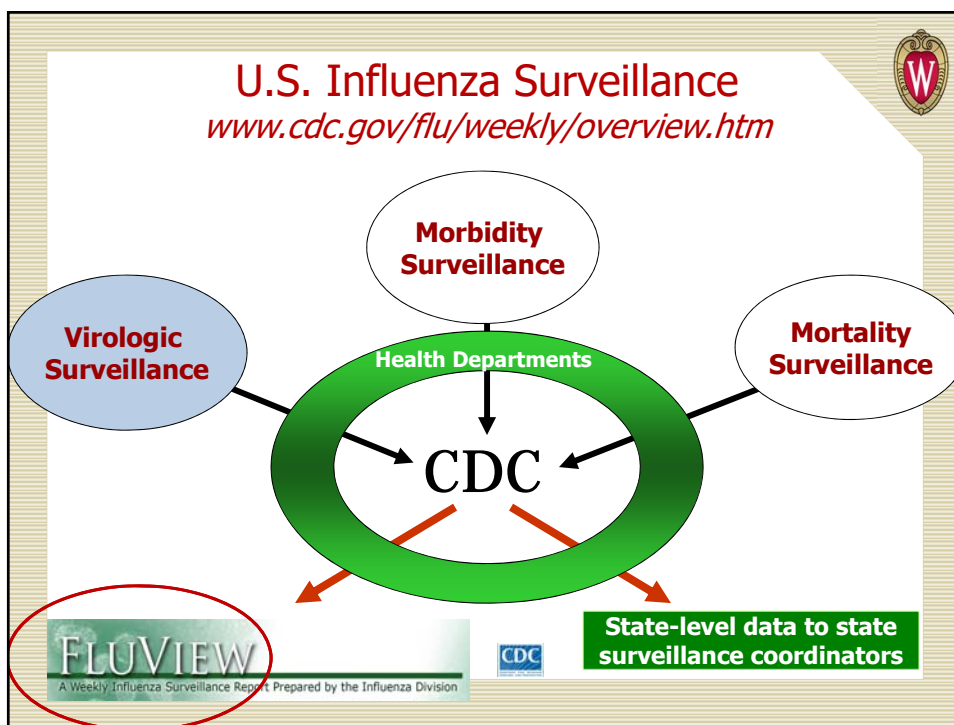 U.S. Influenza Surveillance
www.cdc.gov/flu/weekly/overview.htm
W
Morbidity
Surveillance
Virologic
Surveillance
Mortality
Surveillance
Health Departments
CDC
FLUVIEW
A Weekly Influenza Surveillance Report Prepared by the Influenza Division
CDC
State-level data to state
surveillance coordinators